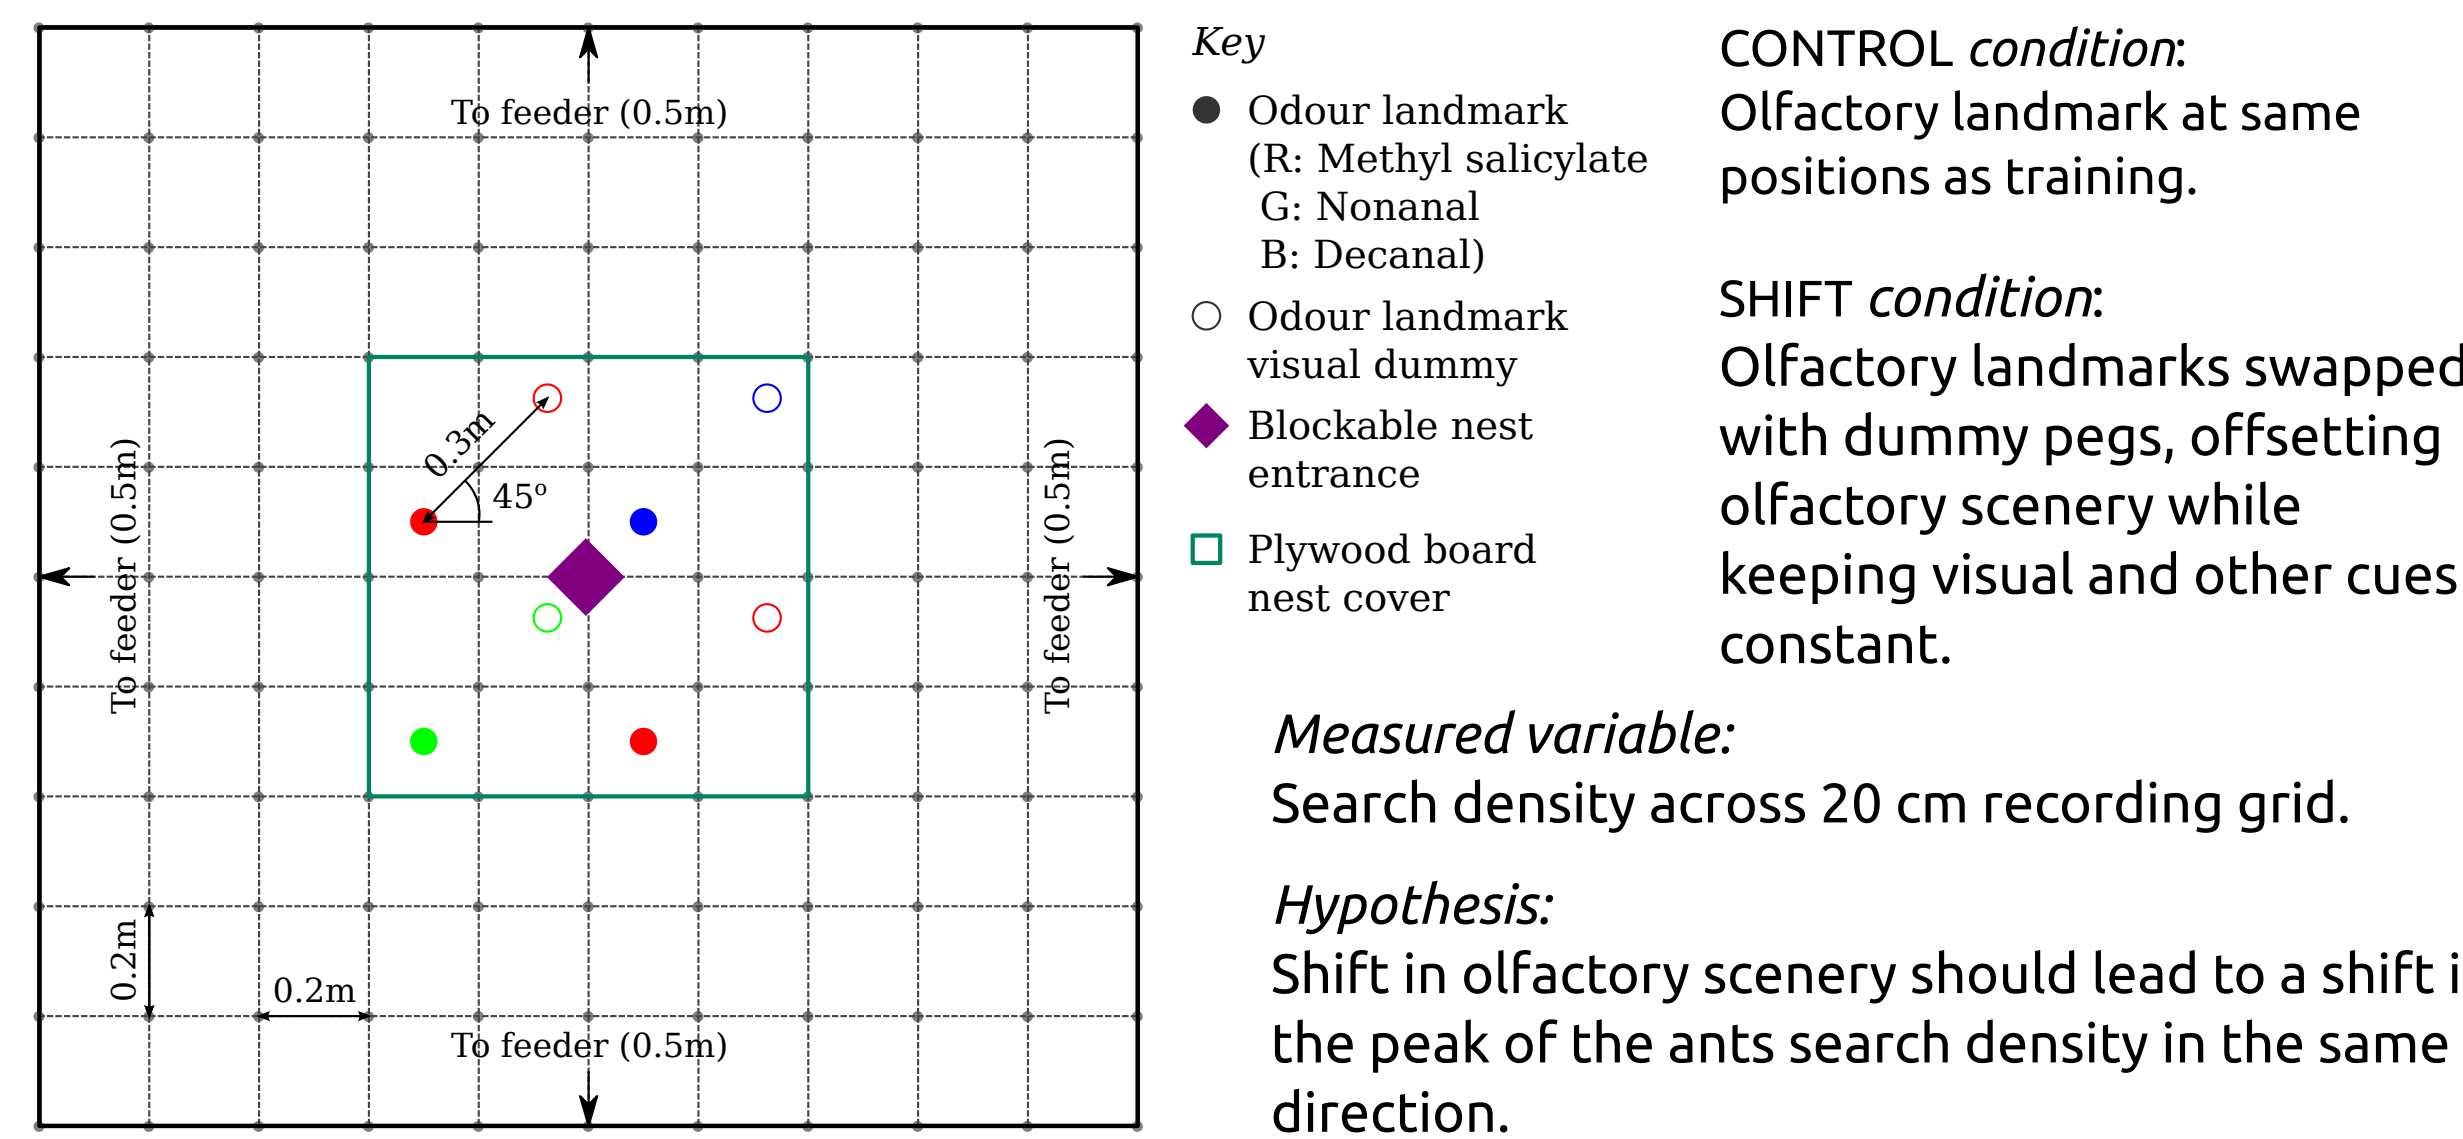 To feeder (0.5m)
To feeder (0.5m)
To feeder (0.5m)
0.3m
45º
0.2m
0.2m
To feeder (0.5m)
Key
Odour landmark
(R: Methyl salicylate
G: Nonanal
B: Decanal)
Odour landmark
visual dummy
Blockable nest
entrance
Plywood board
nest cover
CONTROL condition:
Olfactory landmark at same
positions as training.
SHIFT condition:
Olfactory landmarks swapped
with dummy pegs, offsetting
olfactory scenery while
keeping visual and other cues
constant.
Measured variable:
Search density across 20 cm recording grid.
Hypothesis:
Shift in olfactory scenery should lead to a shift i
the peak of the ants search density in the same
direction.